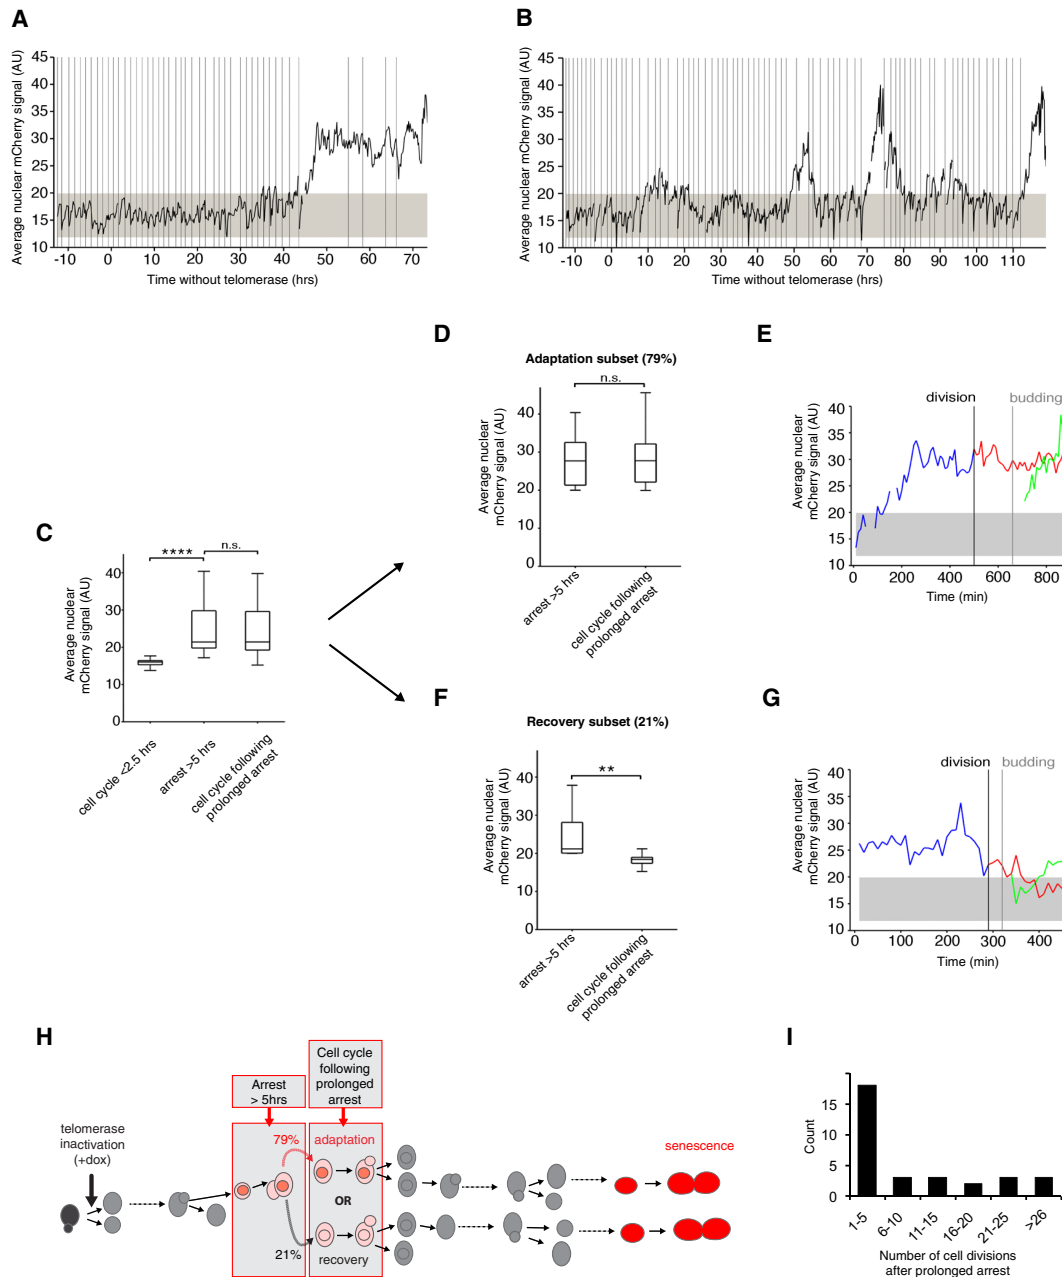 A
Average nuclear mCherry signal (AU)
45
40
35
30
25
20
15
10
-10
0
10
20
30
40
50
60
70
Time without telomerase (hrs)
B
Average nuclear mCherry signal (AU)
45
40
35
30
25
20
15
10
-10
0
10
20
30
40
50
60
70
80
90
100
110
Time without telomerase (hrs)
C
Average nuclear
mCherry signal (AU)
40
30
20
10
0
****
n.s.
cell cycle <2.5 hrs
arrest >5 hrs
cell cycle following
prolonged arrest
D
Adaptation subset (79%)
n.s.
Average nuclear
mCherry signal (AU)
40
30
20
10
0
arrest >5 hrs
cell cycle following
prolonged arrest
E
division
budding
Average nuclear
mCherry signal (AU)
40
35
30
25
20
15
10
0
200
400
600
800
Time (min)
F
Recovery subset (21%)
**
Average nuclear
mCherry signal (AU)
40
30
20
10
0
arrest >5 hrs
cell cycle following
prolonged arrest
G
division
budding
Average nuclear
mCherry signal (AU)
40
35
30
25
20
15
10
0
100
200
300
400
Time (min)
H
telomerase
inactivation
(+dox)
Arrest
> 5hrs
Cell cycle
following
prolonged
arrest
79%
adaptation
OR
21%
recovery
senescence
I
Count
15
10
5
0
1-5
6-10
11-15
16-20
21-25
>26
Number of cell divisions
after prolonged arrest